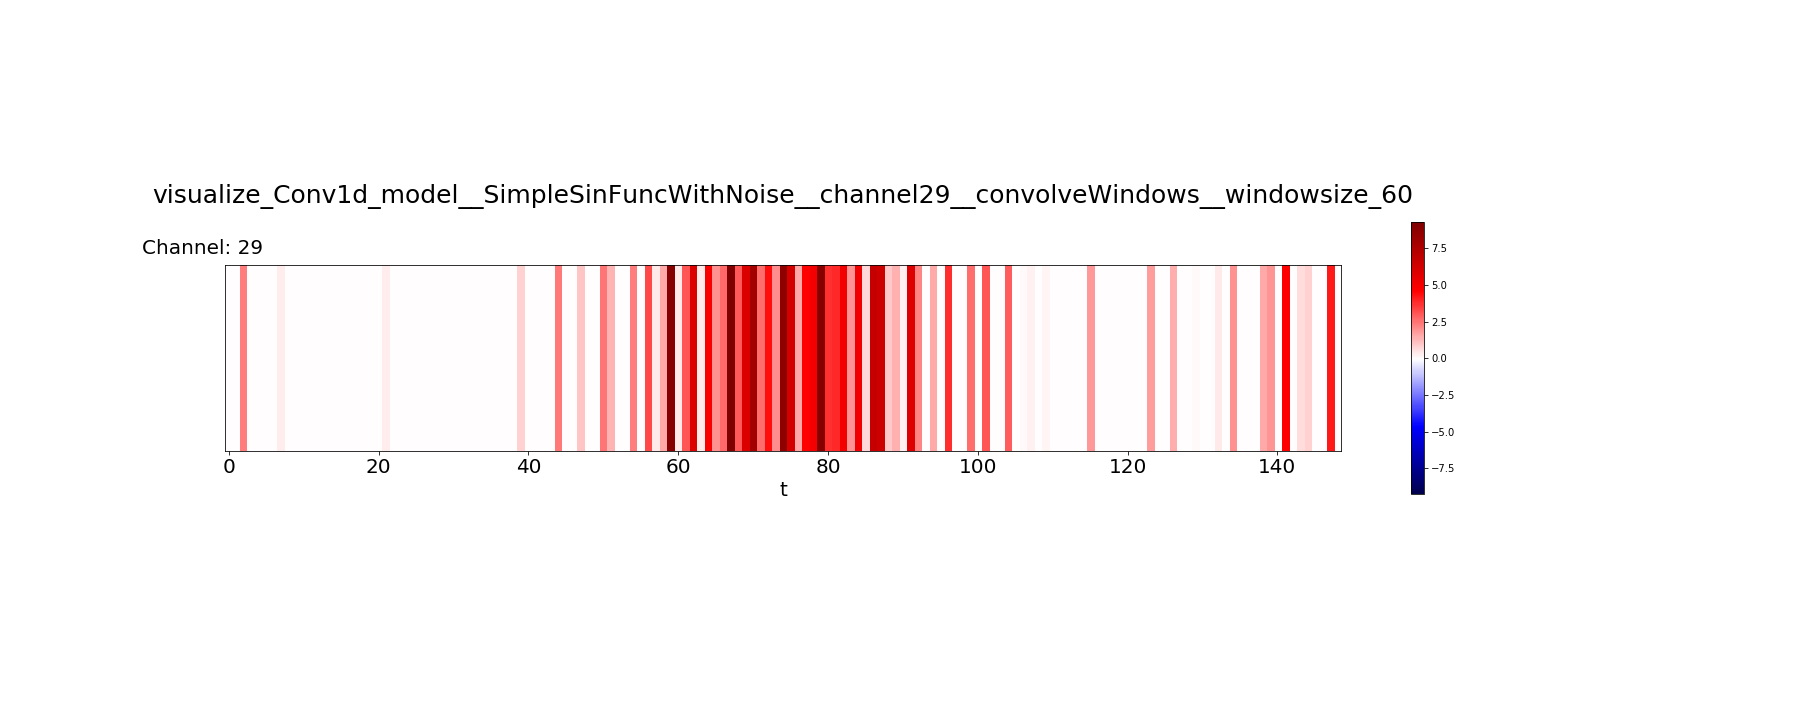 visualize_Conv1d_model__SimpleSinFuncWithNoise__channel29__convolveWindows__windowsize_60
Channel: 29
7.5
5.0
2.5
0.0
−2.5
−5.0
−7.5
0 20 40 60 80 100 120 140
t